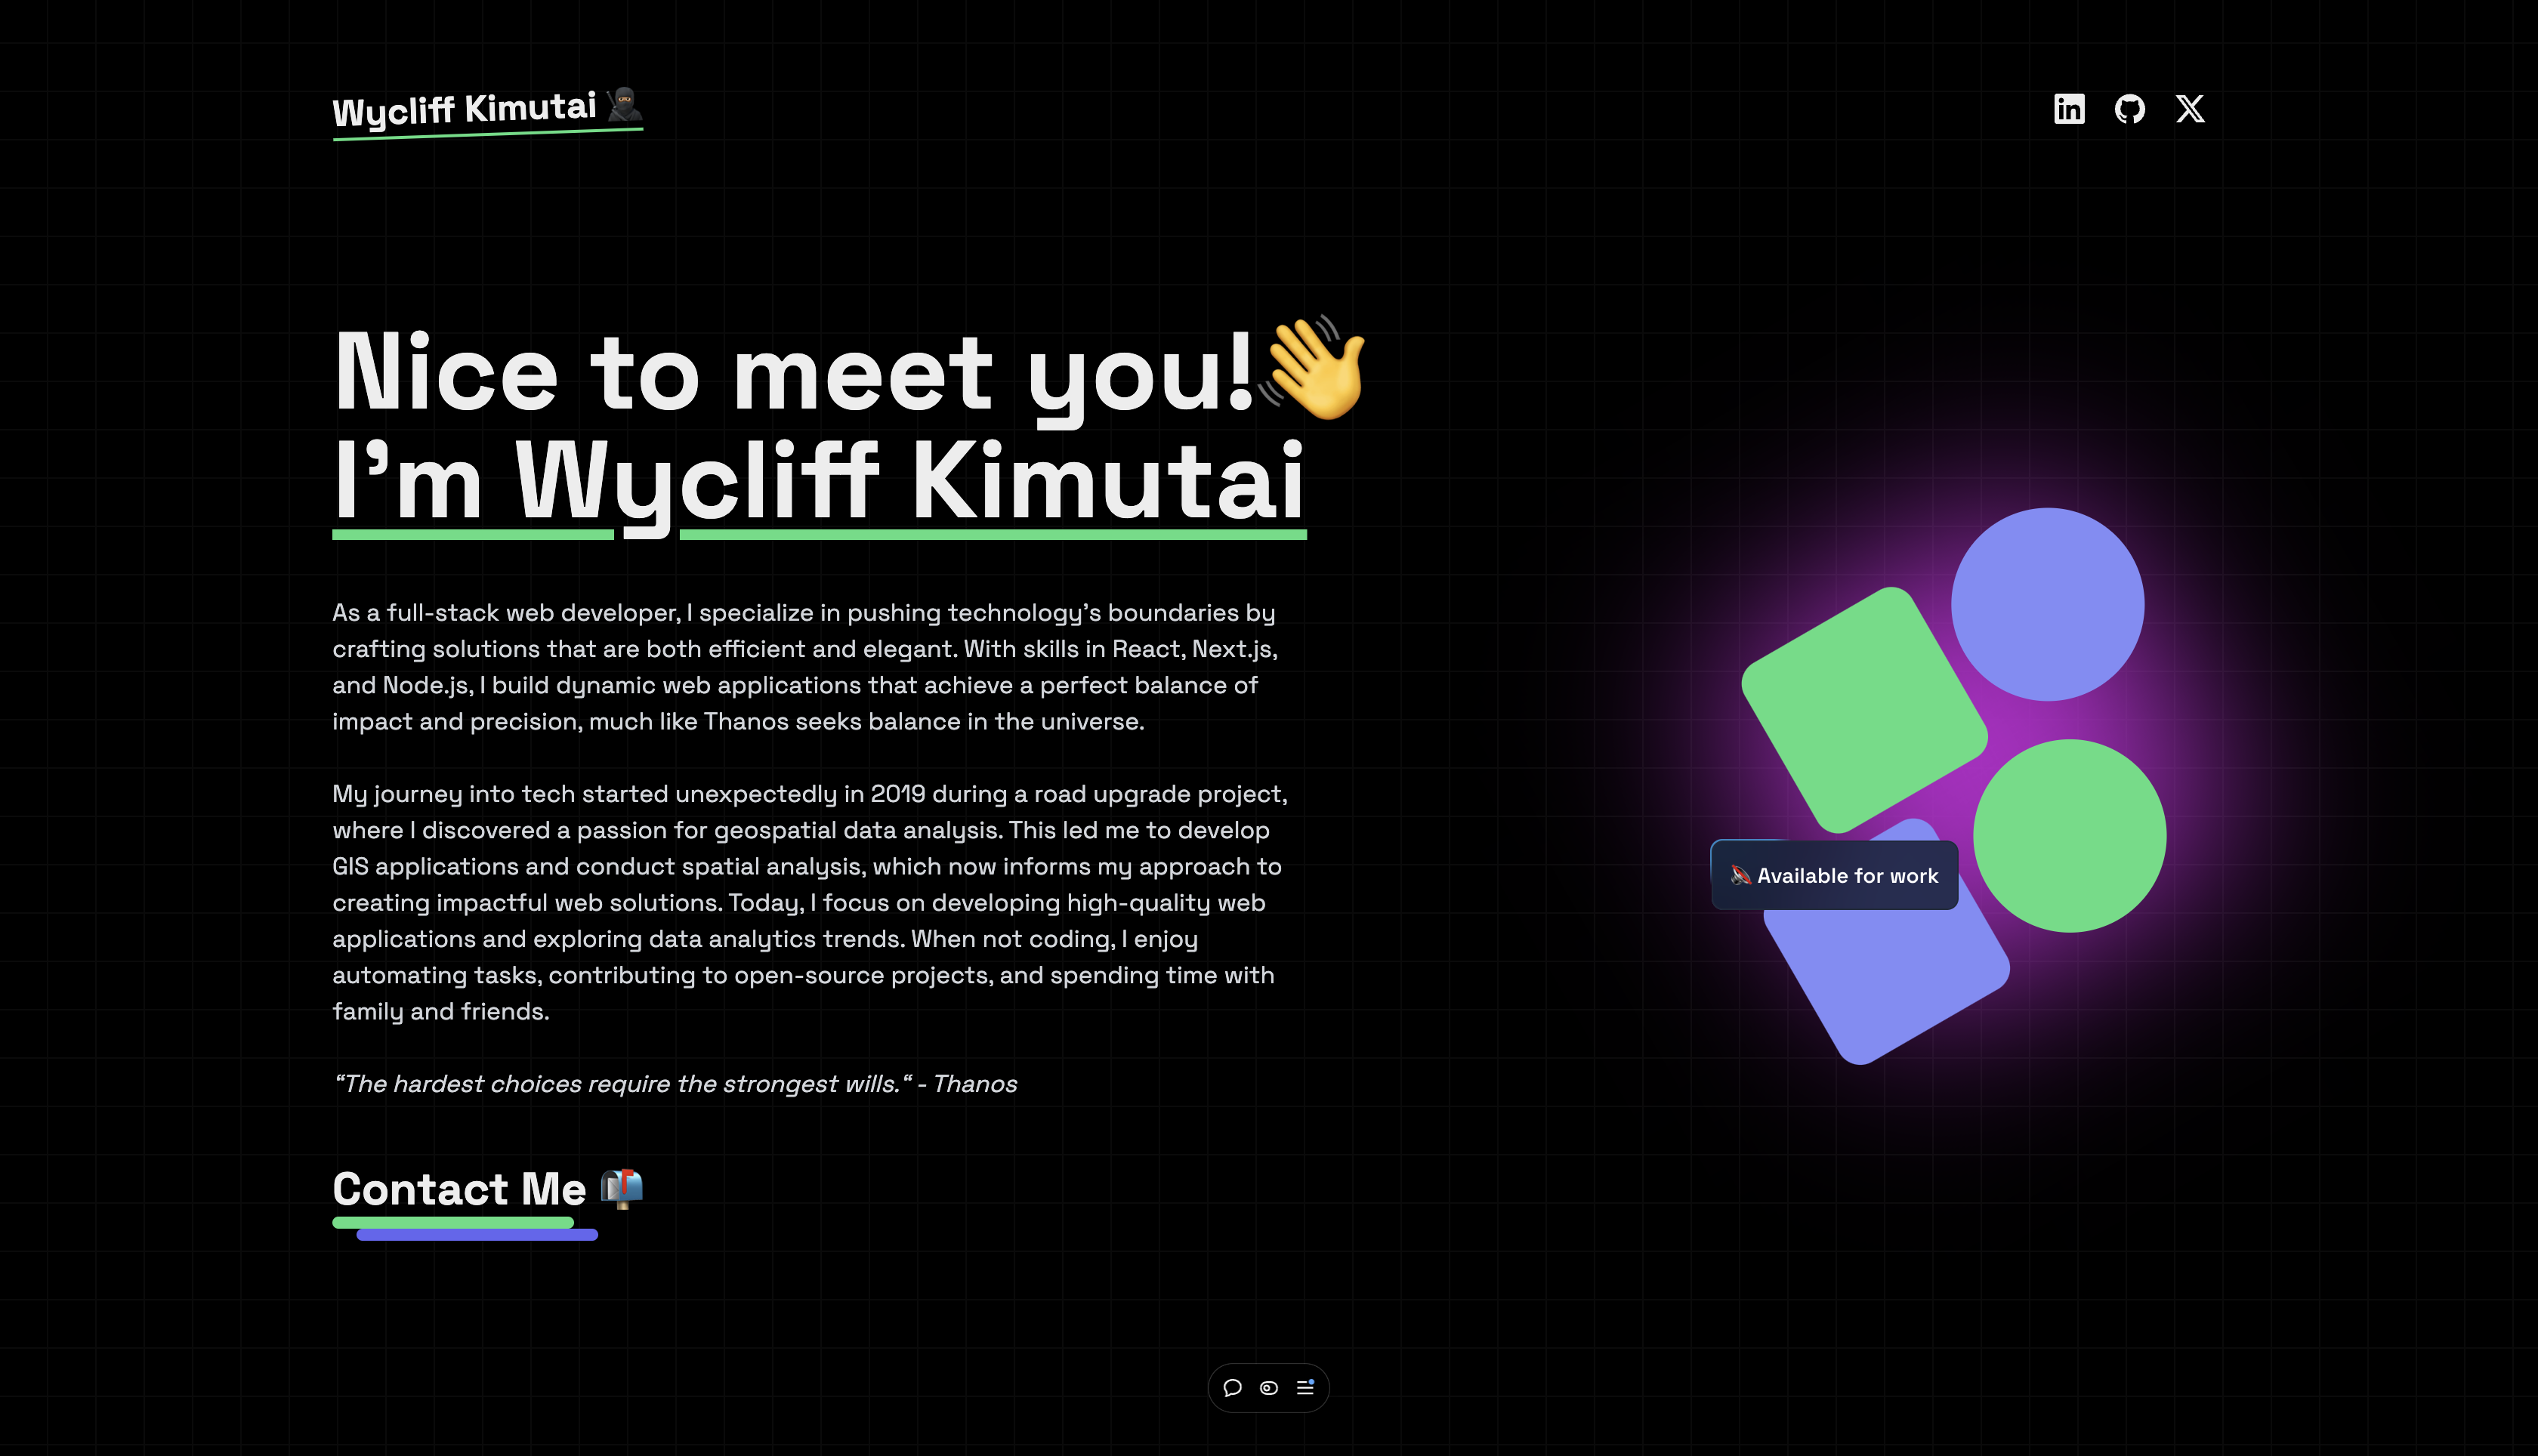 Wycliff Kimutai 🥷
Nice to meet you!👋
I'm Wycliff Kimutai
As a full-stack web developer, I specialize in pushing technology's boundaries by
crafting solutions that are both efficient and elegant. With skills in React, Next.js,
and Node.js, I build dynamic web applications that achieve a perfect balance of
impact and precision, much like Thanos seeks balance in the universe.
My journey into tech started unexpectedly in 2019 during a road upgrade project,
where I discovered a passion for geospatial data analysis. This led me to develop
GIS applications and conduct spatial analysis, which now informs my approach to
creating impactful web solutions. Today, I focus on developing high-quality web
applications and exploring data analytics trends. When not coding, I enjoy
automating tasks, contributing to open-source projects, and spending time with
family and friends.
“The hardest choices require the strongest wills.“ - Thanos
Contact Me 📬
Available for work